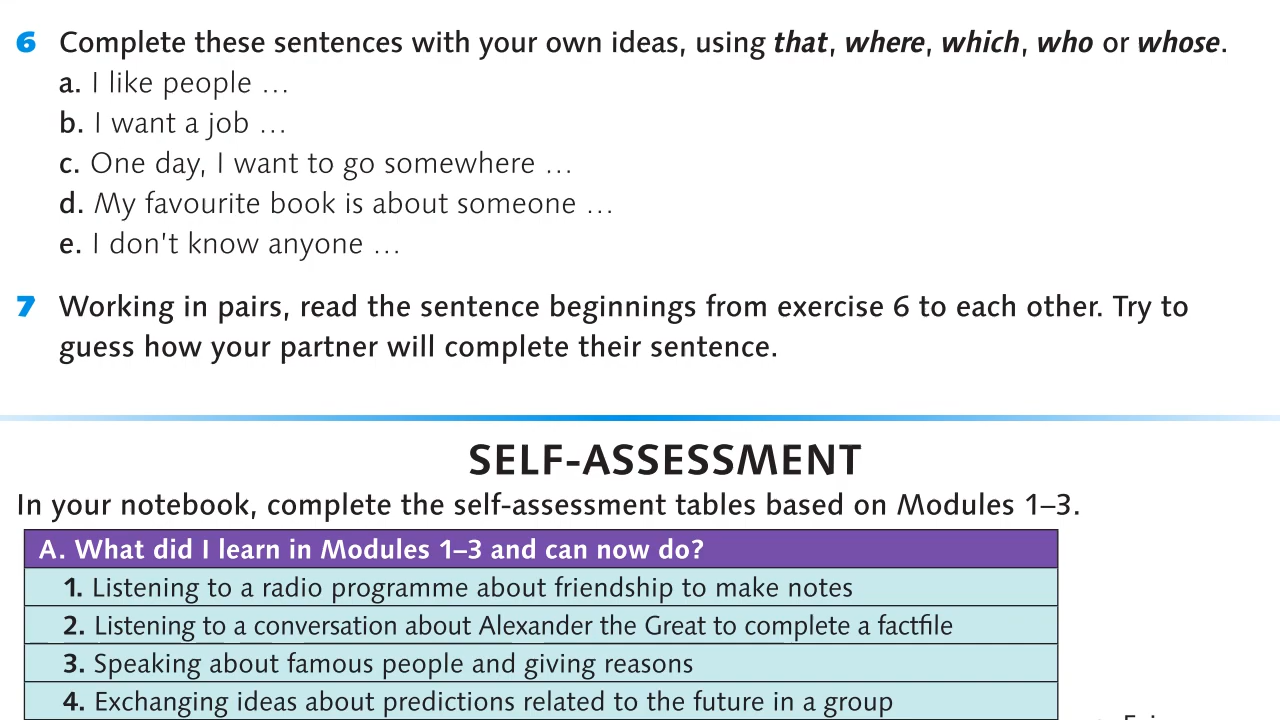 6 Complete these sentences with your own ideas, using that, where, which, who or whose.
a. I like people …
b. I want a job …
c. One day, I want to go somewhere …
d. My favourite book is about someone …
e. I don't know anyone …
7 Working in pairs, read the sentence beginnings from exercise 6 to each other. Try to
guess how your partner will complete their sentence.
SELF-ASSESSMENT
In your notebook, complete the self-assessment tables based on Modules 1–3.
A. What did I learn in Modules 1–3 and can now do?
1. Listening to a radio programme about friendship to make notes
2. Listening to a conversation about Alexander the Great to complete a factfile
3. Speaking about famous people and giving reasons
4. Exchanging ideas about predictions related to the future in a group